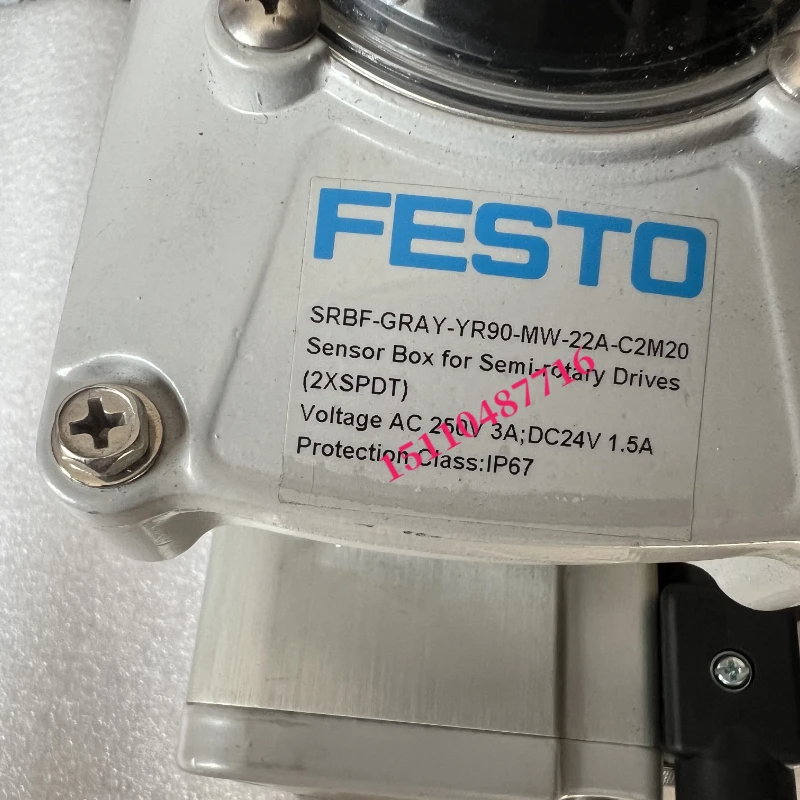 FESTO
SRBF-GRAY-YR90-MW-22A-C2M20
Sensor Box for Semi-rotary Drives
(2XSPDT)
Voltage AC 250V 3A;DC24V 1.5A
Protection Class:IP67
15110487716